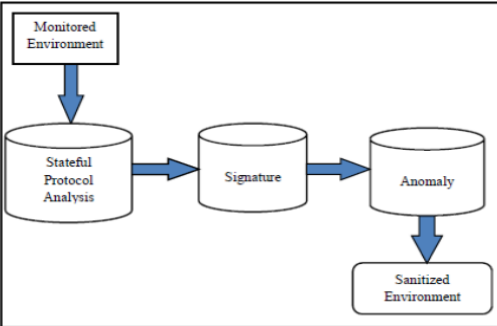 Monitored
Environment
Stateful
Protocol
Analysis
Signature
Anomaly
Sanitized
Environment